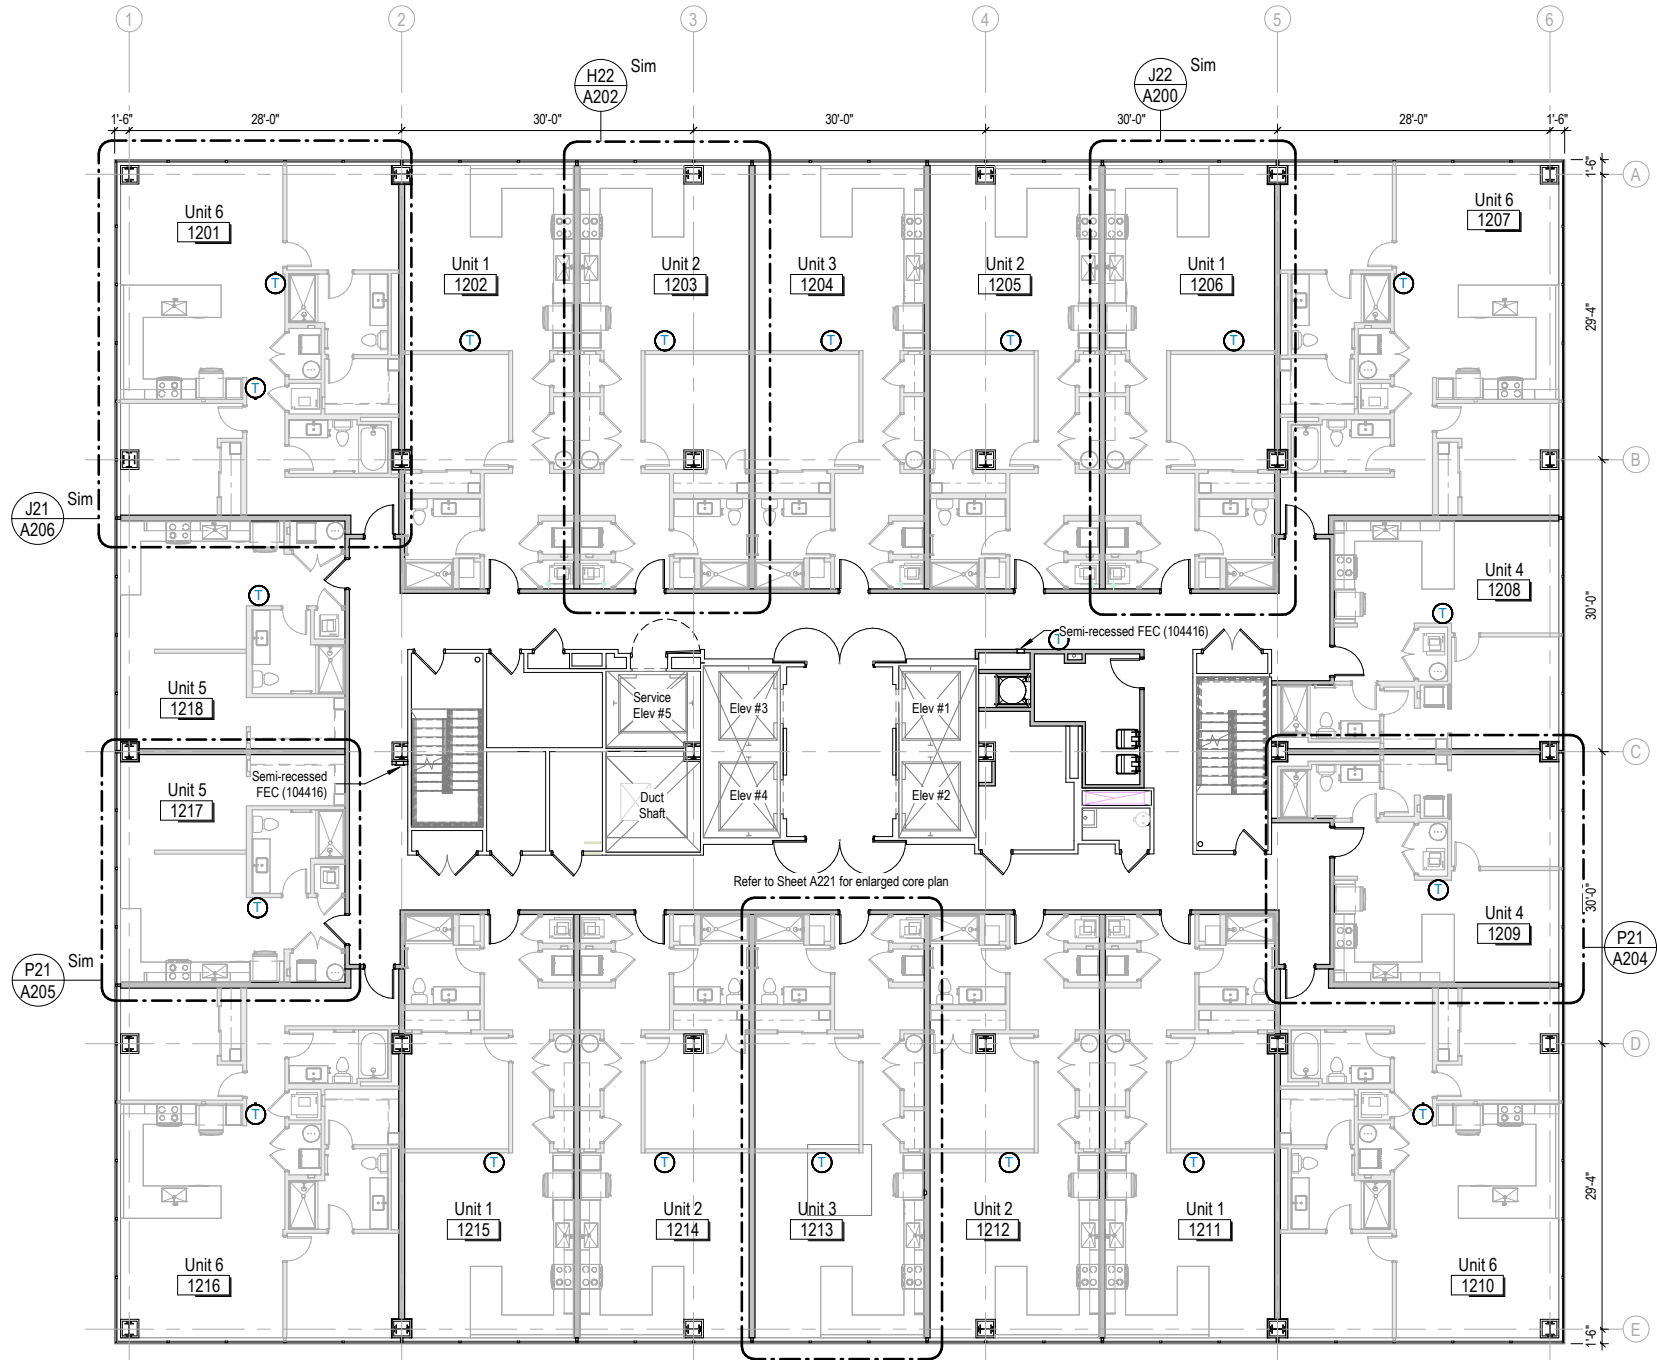 1 2 3 4 5 6
H22
A202
Sim
J22
A200
Sim
1'-6" 28'-0" 30'-0" 30'-0" 30'-0" 28'-0" 1'-6"
1'-6"
A
Unit 6
1201
Unit 6
1207
Unit 1
1202
Unit 2
1203
Unit 3
1204
Unit 2
1205
Unit 1
1206
T
T
29'-4"
T T T T T
T
B
J21
A206
Sim
Unit 4
1208
T
T
30'-0"
T
Semi-recessed FEC (104416)
Unit 5
1218
Service
Elev #5
Elev #3
Elev #1
C
Semi-recessed
FEC (104416)
Unit 5
1217
Duct
Shaft
Elev #4
Elev #2
Refer to Sheet A221 for enlarged core plan
T
T
30'-0"
Unit 4
1209
P21
A204
P21
A205
Sim
D
T
T
T T T T T
29'-4"
Unit 1
1215
Unit 2
1214
Unit 3
1213
Unit 2
1212
Unit 1
1211
Unit 6
1216
Unit 6
1210
1'-6"
E